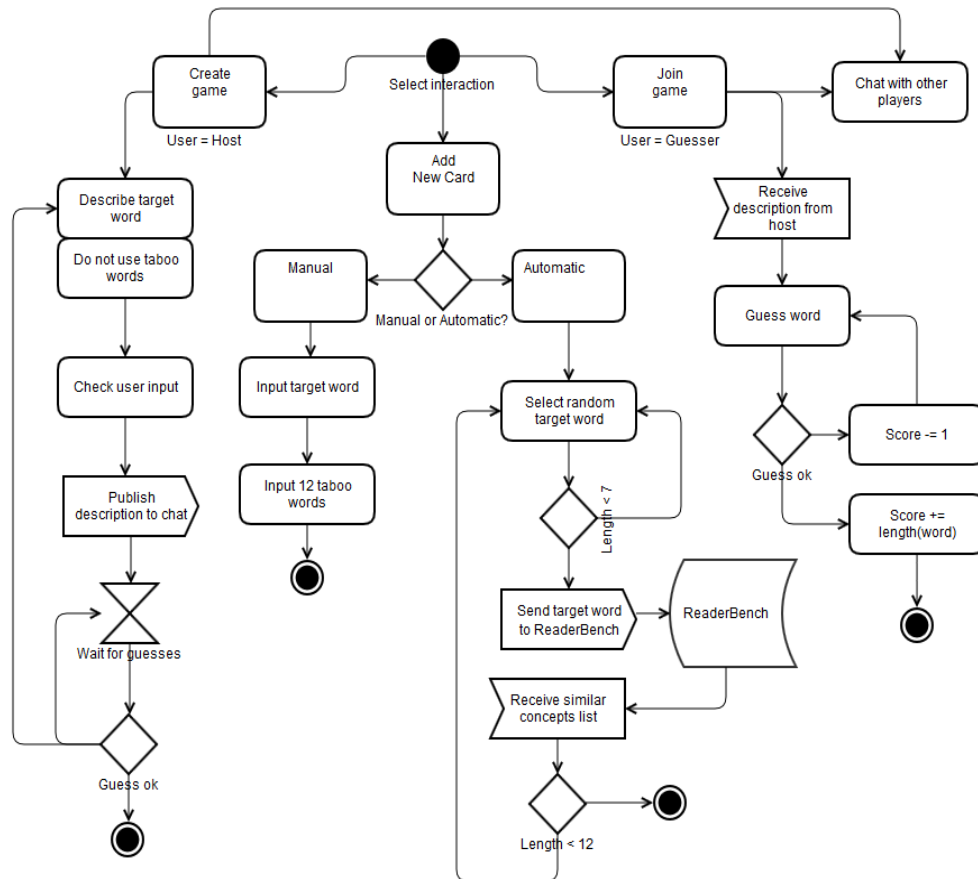 Create
game
Select interaction
Join
game
Chat with other
players
User = Host
User = Guesser
Add
New Card
Describe target
word
Do not use taboo
words
Receive
description from
host
Manual
Automatic
Manual or Automatic?
Guess word
Check user input
Input target word
Select random
target word
Score -= 1
Guess ok
Publish
description to chat
Input 12 taboo
words
Length < 7
Score +=
length(word)
Send target word
to ReaderBench
ReaderBench
Wait for guesses
Receive similar
concepts list
Guess ok
Length < 12